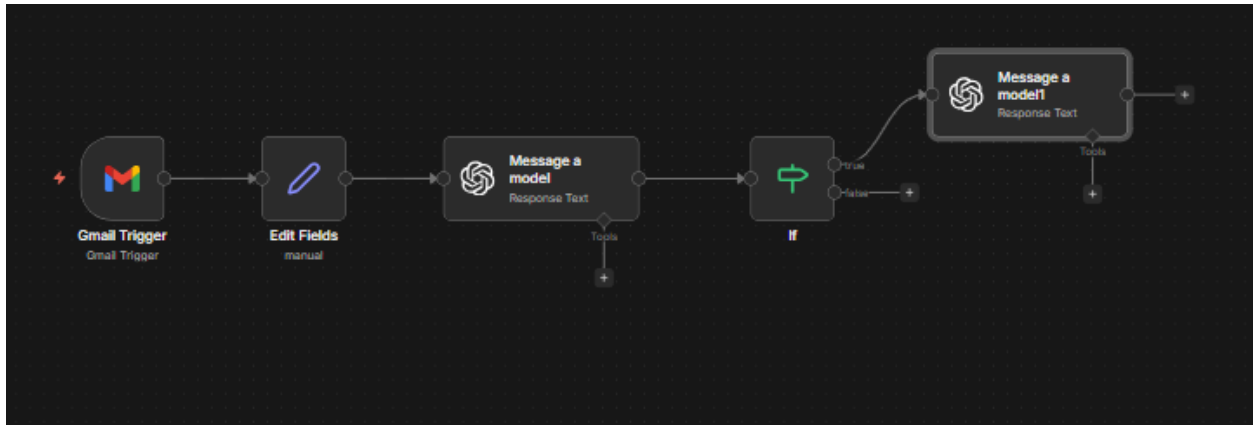 Gmail Trigger
Gmail Trigger
Edit Fields
manual
Message a
model
Response Text
Tools
If
true
false
Message a
model1
Response Text
Tools